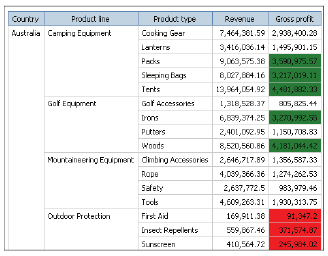 Country Product line Product type Revenue Gross profit
Australia Camping Equipment Cooking Gear 7,464,381.59 2,938,400.28
Lanterns 3,416,036.14 1,495,901.15
Packs 9,063,575.38 3,590,975.57
Sleeping Bags 8,027,884.16 3,217,019.11
Tents 13,964,054.92 4,481,882.33
Golf Equipment Golf Accessories 1,318,528.37 805,825.44
Irons 6,839,374.25 3,270,992.55
Putters 2,401,092.95 1,150,708.83
Woods 8,520,560.86 4,181,044.42
Mountaineering Equipment Climbing Accessories 2,646,717.89 1,356,587.33
Rope 4,039,366.36 1,274,262.53
Safety 2,637,772.5 983,979.46
Tools 4,609,263.31 1,930,313.75
Outdoor Protection First Aid 169,911.38 91,347.2
Insect Repellents 559,867.46 371,574.87
Sunscreen 410,564.72 245,984.02